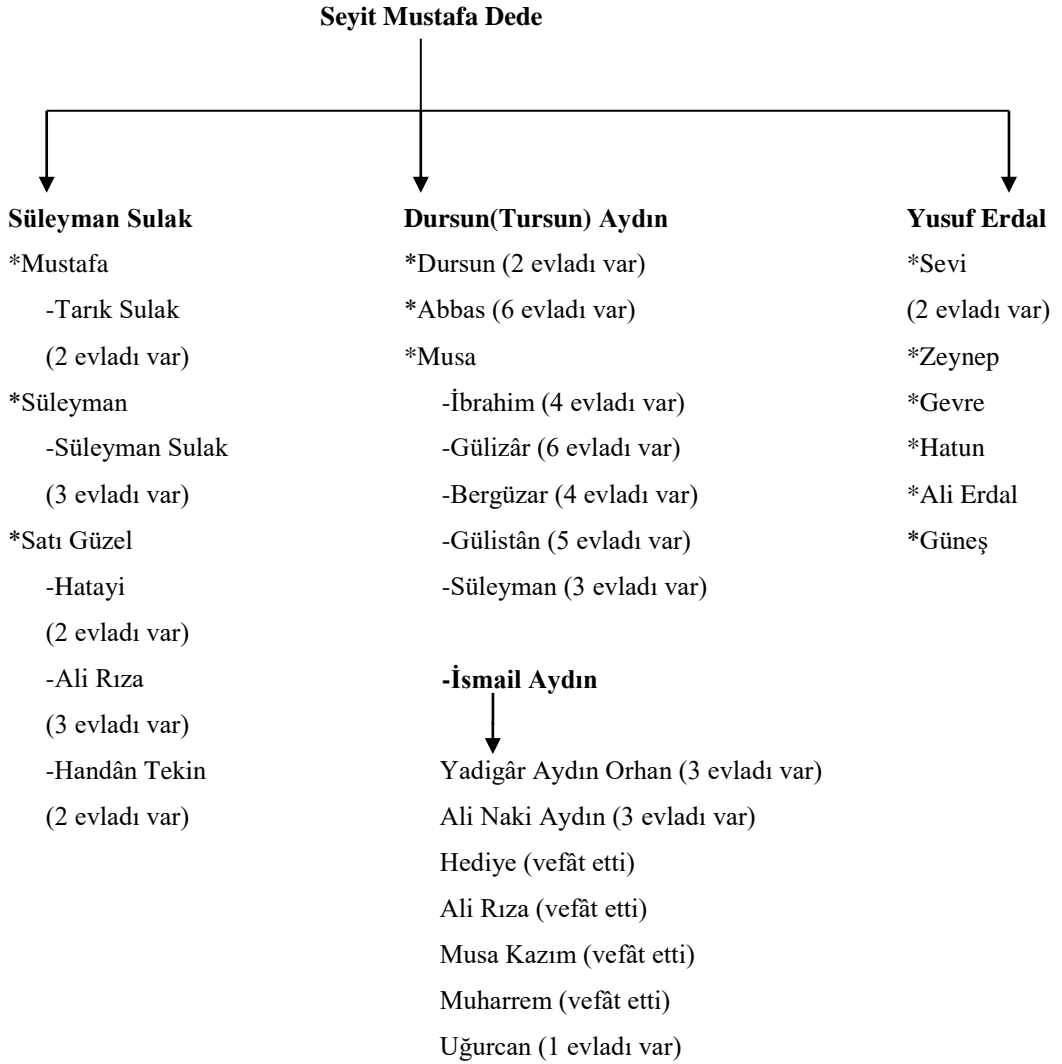 Seyit Mustafa Dede
Süleyman Sulak
*Mustafa
-Tarık Sulak
(2 evladı var)
*Süleyman
-Süleyman Sulak
(3 evladı var)
*Satı Güzel
-Hatayi
(2 evladı var)
-Ali Rıza
(3 evladı var)
-Handân Tekin
(2 evladı var)
Dursun(Tursun) Aydın
*Dursun (2 evladı var)
*Abbas (6 evladı var)
*Musa
-İbrahim (4 evladı var)
-Gülizâr (6 evladı var)
-Bergüzar (4 evladı var)
-Gülistân (5 evladı var)
-Süleyman (3 evladı var)
-İsmail Aydın
Yadigâr Aydın Orhan (3 evladı var)
Ali Naki Aydın (3 evladı var)
Hediye (vefât etti)
Ali Rıza (vefât etti)
Musa Kazım (vefât etti)
Muharrem (vefât etti)
Uğurcan (1 evladı var)
Yusuf Erdal
*Sevi
(2 evladı var)
*Zeynep
*Gevre
*Hatun
*Ali Erdal
*Güneş